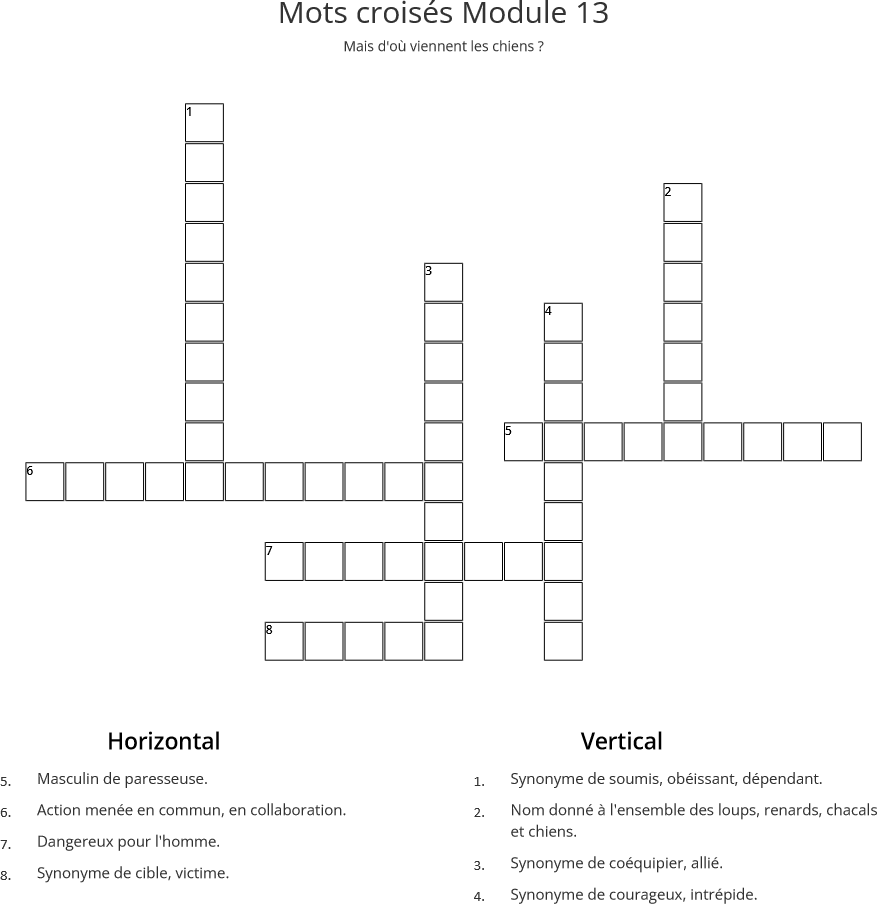 Mots croisés Module 13
Mais d'où viennent les chiens ?
1
2
3
4
5
6
7
8
Horizontal
5. Masculin de paresseuse.
6. Action menée en commun, en collaboration.
7. Dangereux pour l'homme.
8. Synonyme de cible, victime.
Vertical
1. Synonyme de soumis, obéissant, dépendant.
2. Nom donné à l'ensemble des loups, renards, chacals
et chiens.
3. Synonyme de coéquipier, allié.
4. Synonyme de courageux, intrépide.